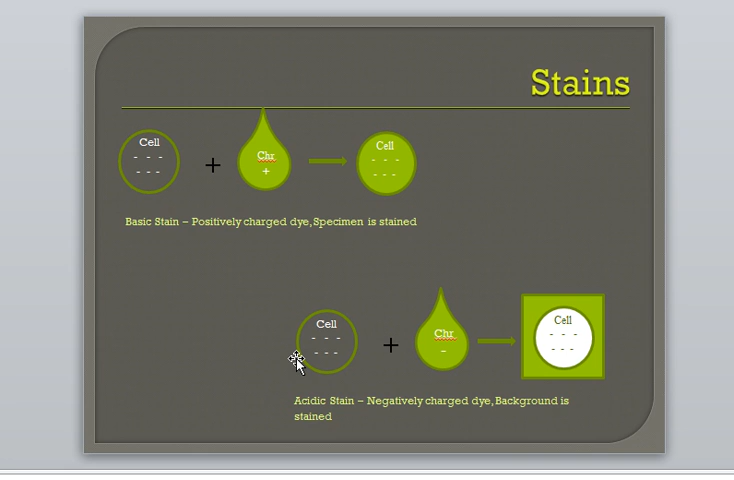 Stains
Cell
- - -
- - -
+
Chr
+
Cell
- - -
- - -
Basic Stain – Positively charged dye, Specimen is stained
Cell
- - -
- - -
+
Chr
–
Cell
- - -
- - -
Acidic Stain – Negatively charged dye, Background is
stained